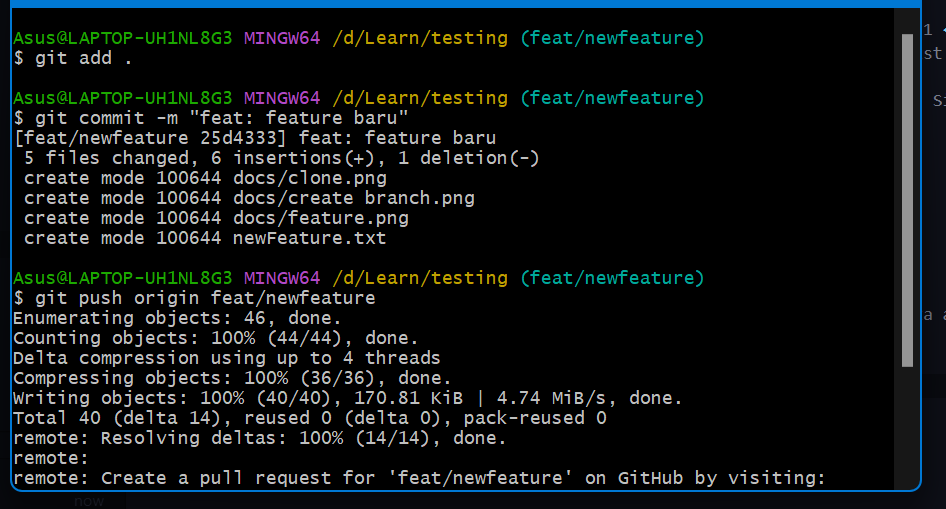 Asus@LAPTOP-UH1NL8G3 MINGW64 /d/Learn/testing (feat/newfeature)
$ git add .
Asus@LAPTOP-UH1NL8G3 MINGW64 /d/Learn/testing (feat/newfeature)
$ git commit -m "feat: feature baru"
[feat/newfeature 25d4333] feat: feature baru
5 files changed, 6 insertions(+), 1 deletion(-)
create mode 100644 docs/clone.png
create mode 100644 docs/create branch.png
create mode 100644 docs/feature.png
create mode 100644 newFeature.txt
Asus@LAPTOP-UH1NL8G3 MINGW64 /d/Learn/testing (feat/newfeature)
$ git push origin feat/newfeature
Enumerating objects: 46, done.
Counting objects: 100% (44/44), done.
Delta compression using up to 4 threads
Compressing objects: 100% (36/36), done.
Writing objects: 100% (40/40), 170.81 KiB | 4.74 MiB/s, done.
Total 40 (delta 14), reused 0 (delta 0), pack-reused 0
remote: Resolving deltas: 100% (14/14), done.
remote:
remote: Create a pull request for 'feat/newfeature' on GitHub by visiting:
now